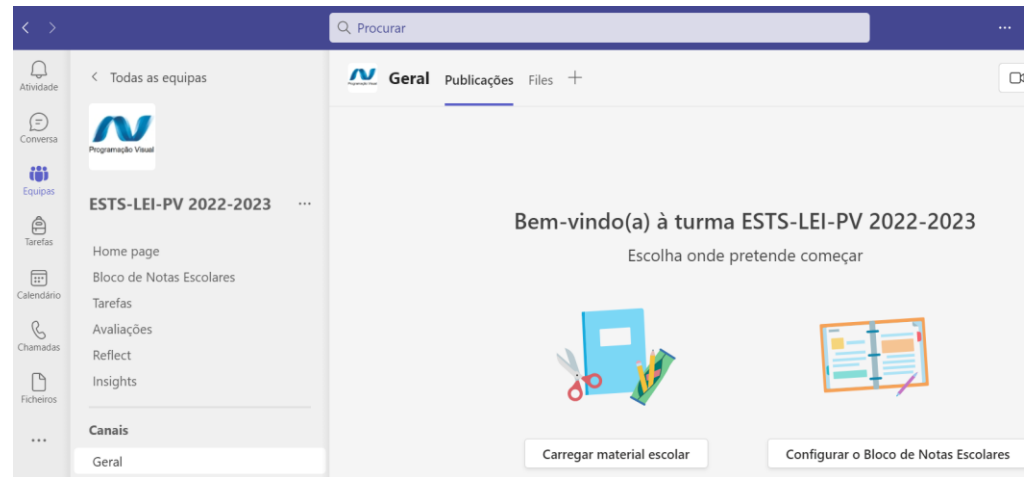 Procurar
Atividade
Conversa
Equipas
Tarefas
Calendário
Chamadas
Ficheiros
Todas as equipas
Programação Visual
ESTS-LEI-PV 2022-2023
Home page
Bloco de Notas Escolares
Tarefas
Avaliações
Reflect
Insights
Canais
Geral
Geral Publicações Files
Bem-vindo(a) à turma ESTS-LEI-PV 2022-2023
Escolha onde pretende começar
Carregar material escolar
Configurar o Bloco de Notas Escolares